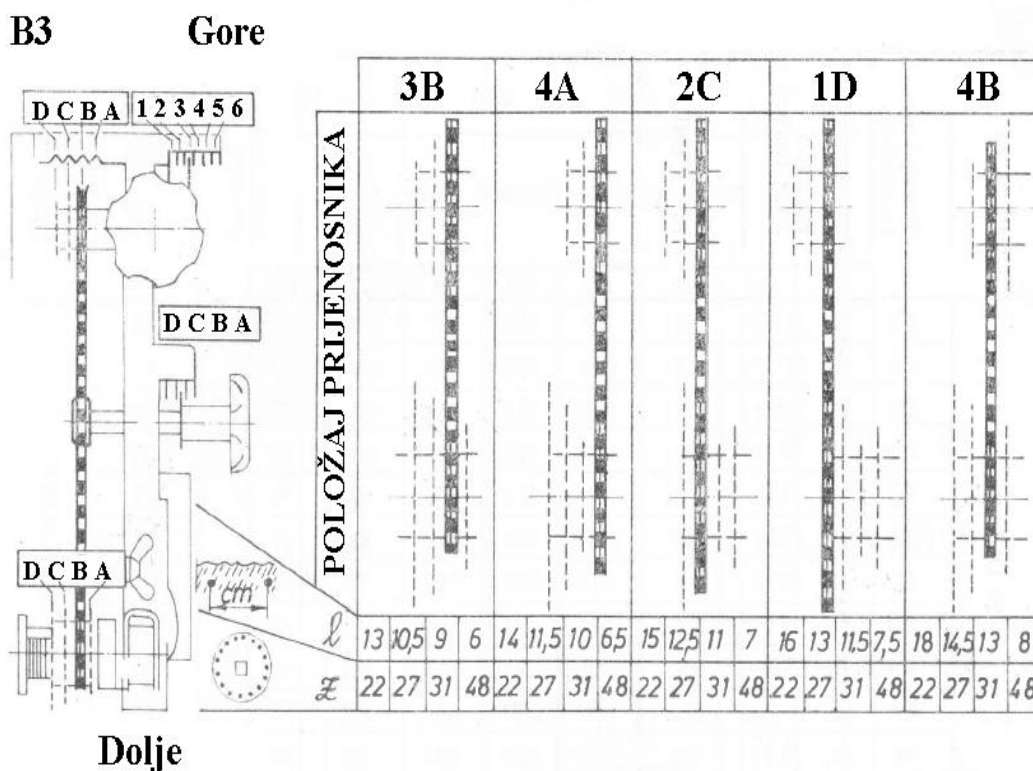 B3 Gore
3B 4A 2C 1D 4B
D C B A 1 2 3 4 5 6
POLOŽAJ PRIJENOSNIKA
D C B A
D C B A
cm
l 13 10,5 9 6 14 11,5 10 6,5 15 12,5 11 7 16 13 11,5 7,5 18 14,5 13 8
Z 22 27 31 48 22 27 31 48 22 27 31 48 22 27 31 48 22 27 31 48
Dolje